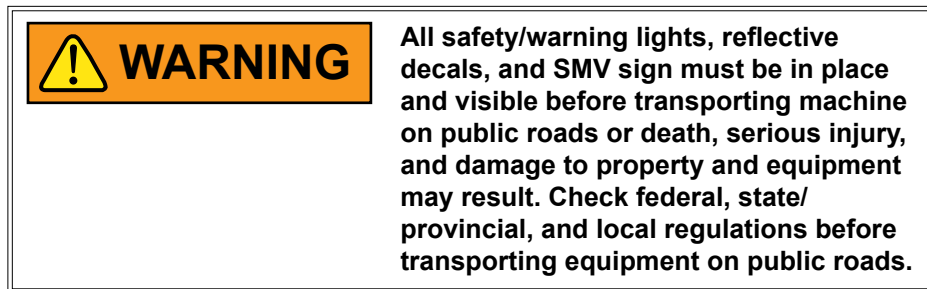 WARNING
All safety/warning lights, reflective
decals, and SMV sign must be in place
and visible before transporting machine
on public roads or death, serious injury,
and damage to property and equipment
may result. Check federal, state/
provincial, and local regulations before
transporting equipment on public roads.